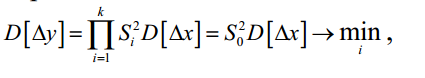 D[Δy] = ∏_{i=1}^{k} S_i^2 D[Δx] = S_0^2 D[Δx] → min_i ,